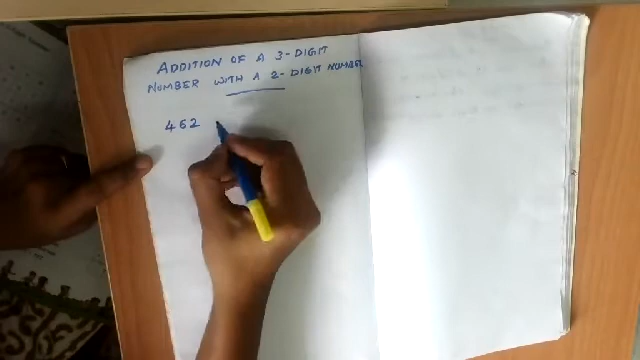 ADDITION OF A 3-DIGIT
NUMBER WITH A 2-DIGIT NUMBER
462